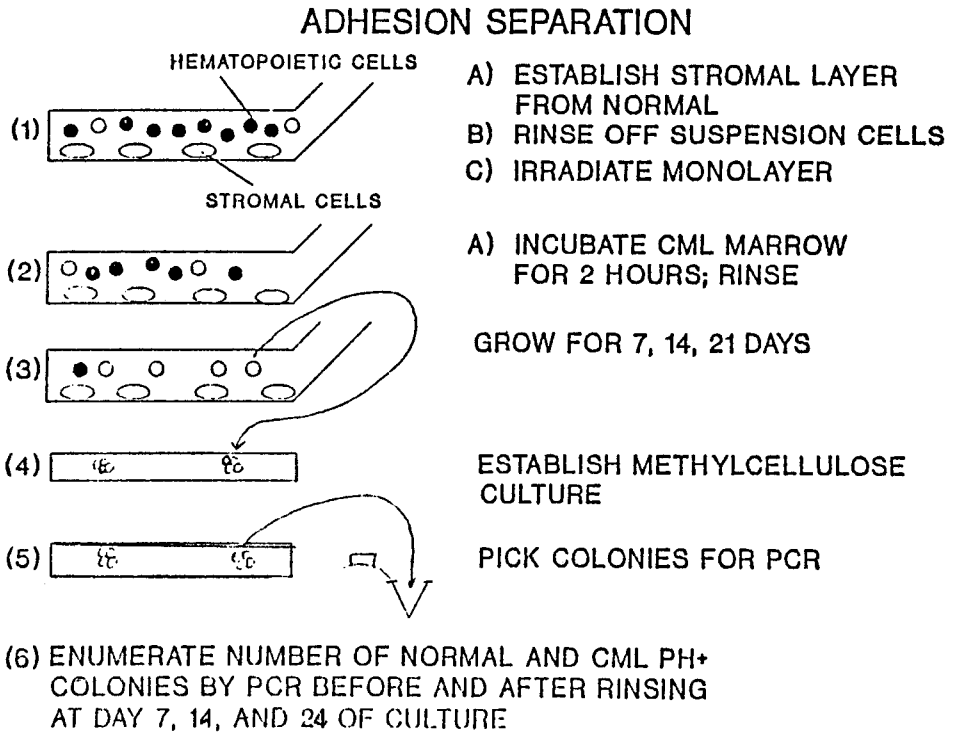 ADHESION SEPARATION
HEMATOPOIETIC CELLS
(1)
STROMAL CELLS
A) ESTABLISH STROMAL LAYER
FROM NORMAL
B) RINSE OFF SUSPENSION CELLS
C) IRRADIATE MONOLAYER
(2)
A) INCUBATE CML MARROW
FOR 2 HOURS; RINSE
(3)
GROW FOR 7, 14, 21 DAYS
(4)
ESTABLISH METHYLCELLULOSE
CULTURE
(5)
PICK COLONIES FOR PCR
(6) ENUMERATE NUMBER OF NORMAL AND CML PH+
COLONIES BY PCR BEFORE AND AFTER RINSING
AT DAY 7, 14, AND 24 OF CULTURE